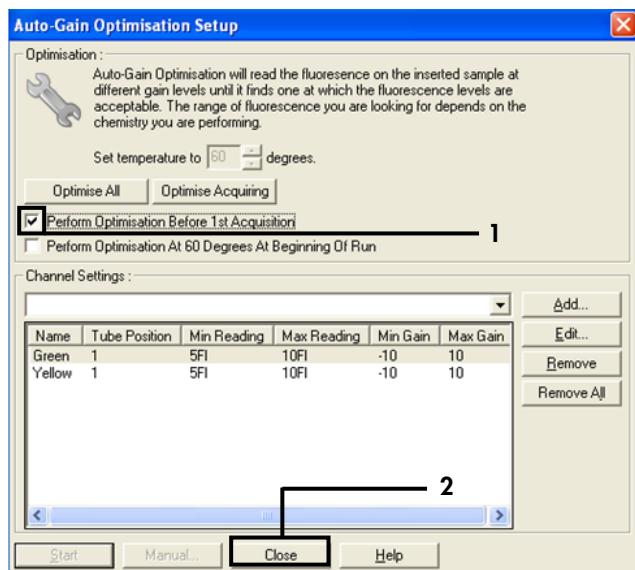 Auto-Gain Optimisation Setup
Optimisation :
Auto-Gain Optimisation will read the fluoresence on the inserted sample at
different gain levels until it finds one at which the fluorescence levels are
acceptable. The range of fluorescence you are looking for depends on the
chemistry you are performing.
Set temperature to 60 degrees.
Optimise All Optimise Acquiring
Perform Optimisation Before 1st Acquisition
1
Perform Optimisation At 60 Degrees At Beginning Of Run
Channel Settings :
Add...
Name Tube Position Min Reading Max Reading Min Gain Max Gain
Edit...
Green 1 5Fl 10Fl -10 10
Yellow 1 5Fl 10Fl -10 10
Remove
Remove All
2
Start Manual... Close Help